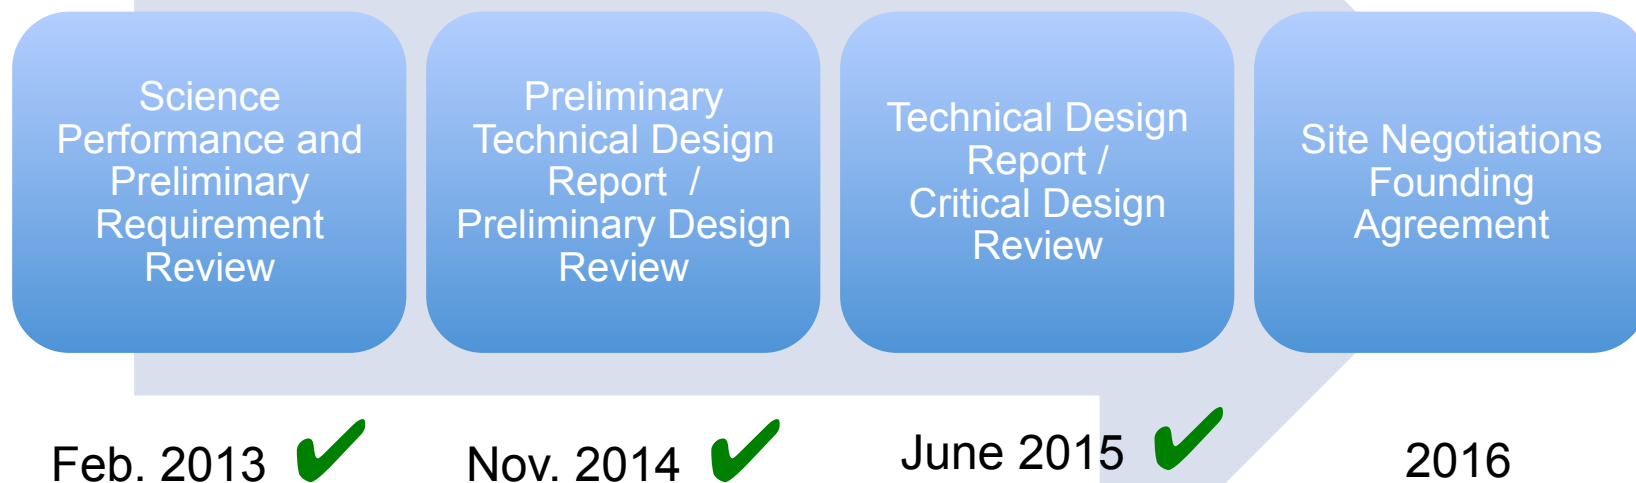 Science
Performance and
Preliminary
Requirement
Review
Preliminary
Technical Design
Report /
Preliminary Design
Review
Technical Design
Report /
Critical Design
Review
Site Negotiations
Founding
Agreement
Feb. 2013 ✔
Nov. 2014 ✔
June 2015 ✔
2016